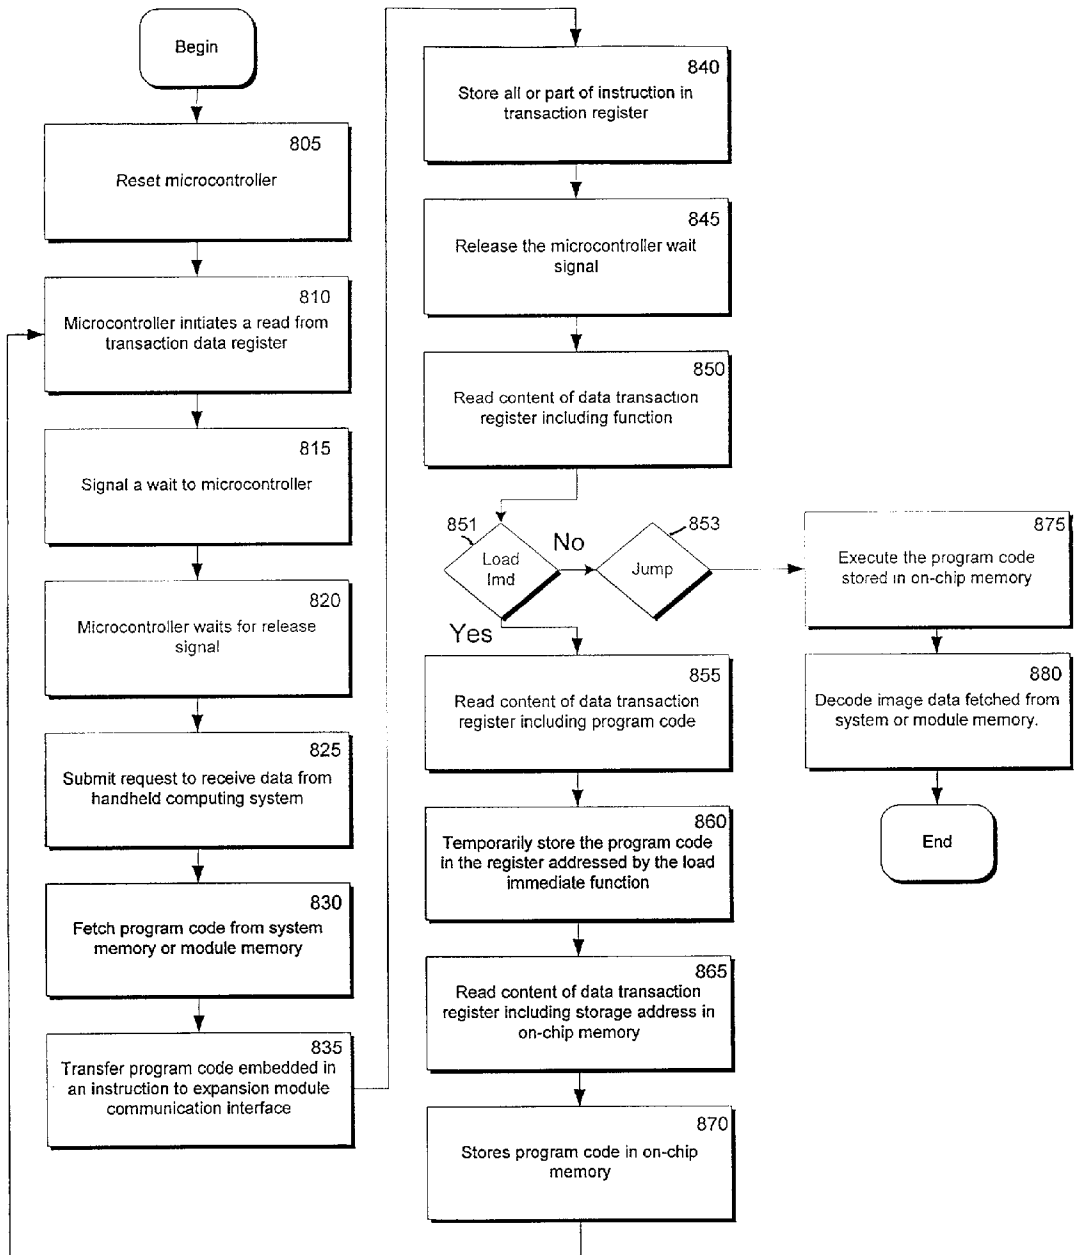 Begin
805
Reset microcontroller
810
Microcontroller initiates a read from
transaction data register
815
Signal a wait to microcontroller
820
Microcontroller waits for release
signal
825
Submit request to receive data from
handheld computing system
830
Fetch program code from system
memory or module memory
835
Transfer program code embedded in
an instruction to expansion module
communication interface
840
Store all or part of instruction in
transaction register
845
Release the microcontroller wait
signal
850
Read content of data transaction
register including function
851
Load
Imd
No
Yes
853
Jump
855
Read content of data transaction
register including program code
860
Temporarily store the program code
in the register addressed by the load
immediate function
865
Read content of data transaction
register including storage address in
on-chip memory
870
Stores program code in on-chip
memory
875
Execute the program code
stored in on-chip memory
880
Decode image data fetched from
system or module memory.
End